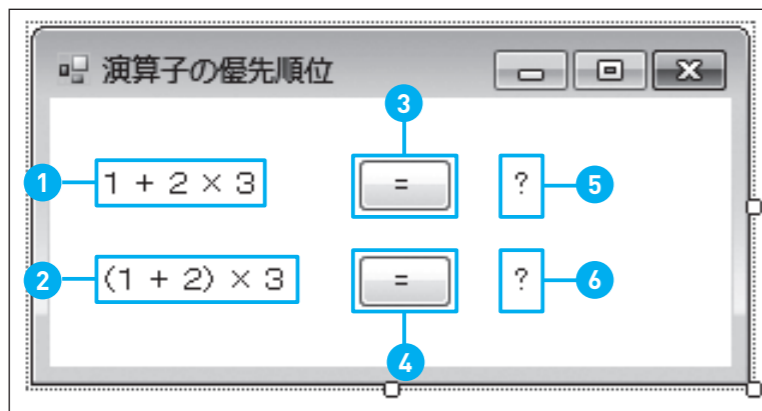 演算子の優先順位
3
1 1 + 2 × 3 = ? 5
2 (1 + 2) × 3 = ? 6
4